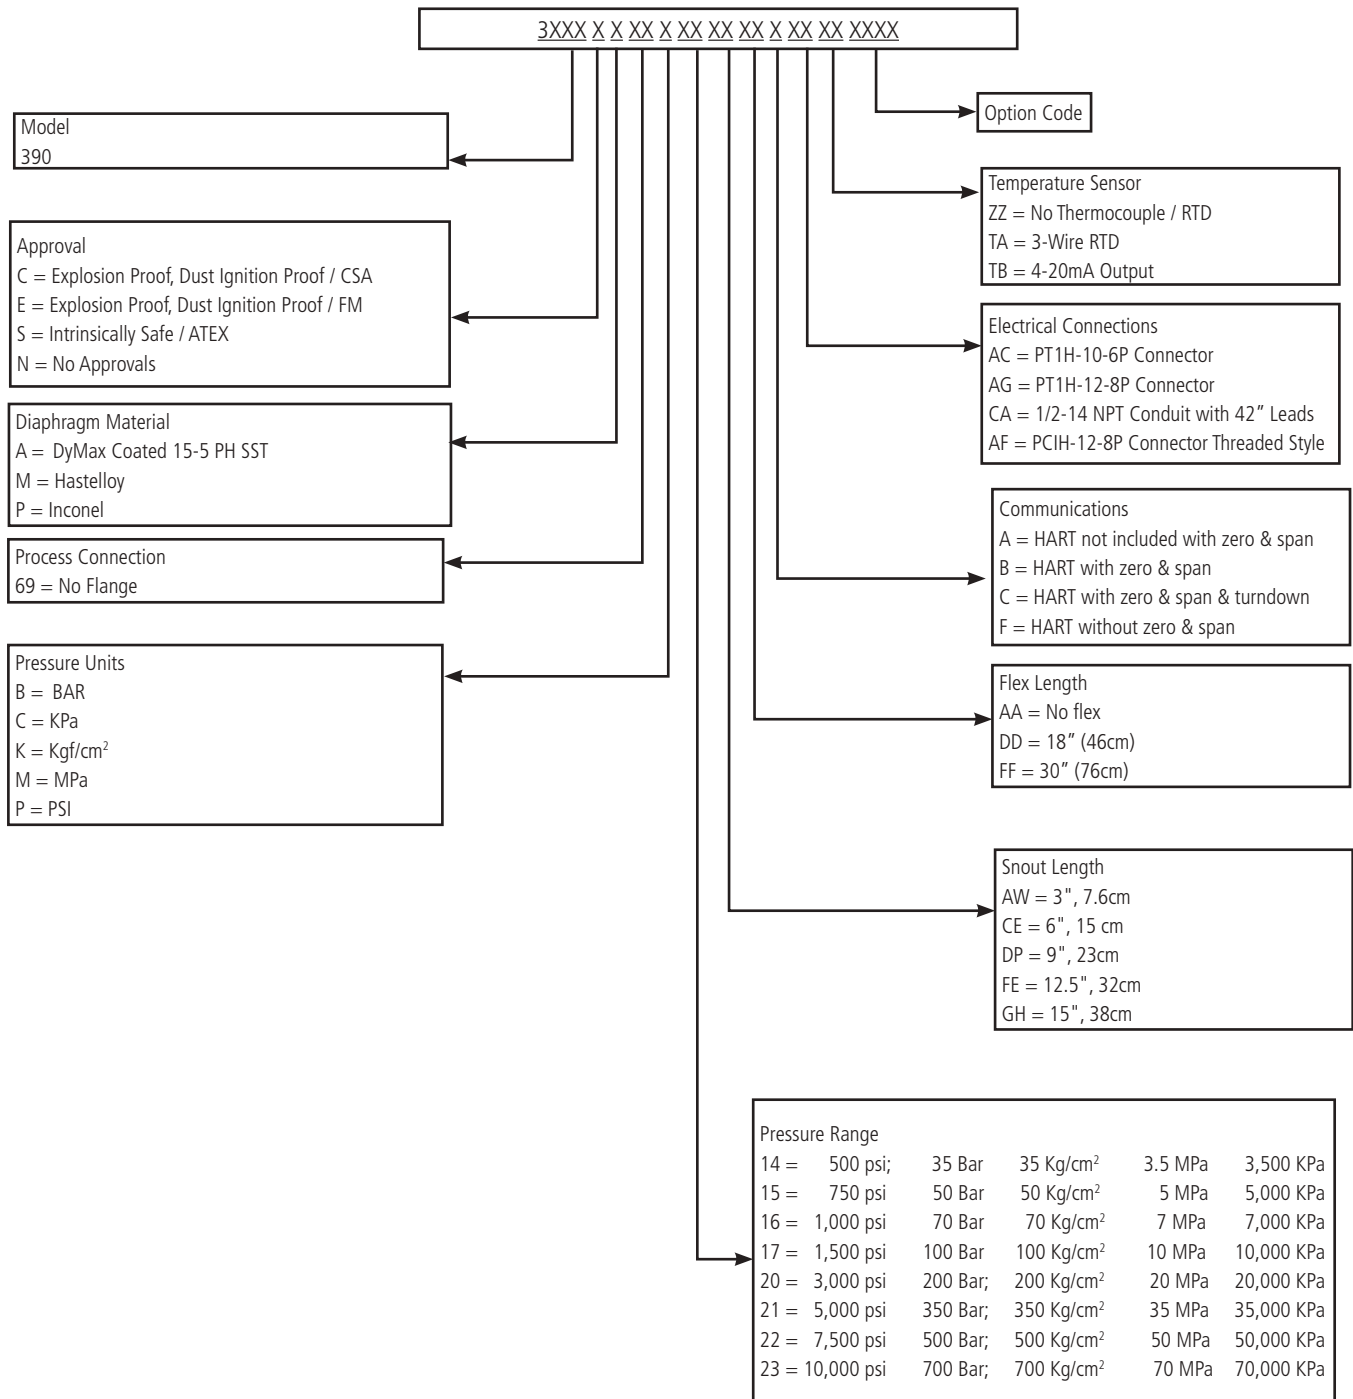 3XXX X X XX X XX XX XX X XX XX XXXX
Model
390
Approval
C = Explosion Proof, Dust Ignition Proof / CSA
E = Explosion Proof, Dust Ignition Proof / FM
S = Intrinsically Safe / ATEX
N = No Approvals
Diaphragm Material
A = DyMax Coated 15-5 PH SST
M = Hastelloy
P = Inconel
Process Connection
69 = No Flange
Pressure Units
B = BAR
C = KPa
K = Kgf/cm²
M = MPa
P = PSI
Option Code
Temperature Sensor
ZZ = No Thermocouple / RTD
TA = 3-Wire RTD
TB = 4-20mA Output
Electrical Connections
AC = PT1H-10-6P Connector
AG = PT1H-12-8P Connector
CA = 1/2-14 NPT Conduit with 42” Leads
AF = PCIH-12-8P Connector Threaded Style
Communications
A = HART not included with zero & span
B = HART with zero & span
C = HART with zero & span & turndown
F = HART without zero & span
Flex Length
AA = No flex
DD = 18” (46cm)
FF = 30” (76cm)
Snout Length
AW = 3", 7.6cm
CE = 6", 15 cm
DP = 9", 23cm
FE = 12.5", 32cm
GH = 15", 38cm
Pressure Range
14 = 500 psi; 35 Bar 35 Kg/cm² 3.5 MPa 3,500 KPa
15 = 750 psi 50 Bar 50 Kg/cm² 5 MPa 5,000 KPa
16 = 1,000 psi 70 Bar 70 Kg/cm² 7 MPa 7,000 KPa
17 = 1,500 psi 100 Bar 100 Kg/cm² 10 MPa 10,000 KPa
20 = 3,000 psi 200 Bar; 200 Kg/cm² 20 MPa 20,000 KPa
21 = 5,000 psi 350 Bar; 350 Kg/cm² 35 MPa 35,000 KPa
22 = 7,500 psi 500 Bar; 500 Kg/cm² 50 MPa 50,000 KPa
23 = 10,000 psi 700 Bar; 700 Kg/cm² 70 MPa 70,000 KPa